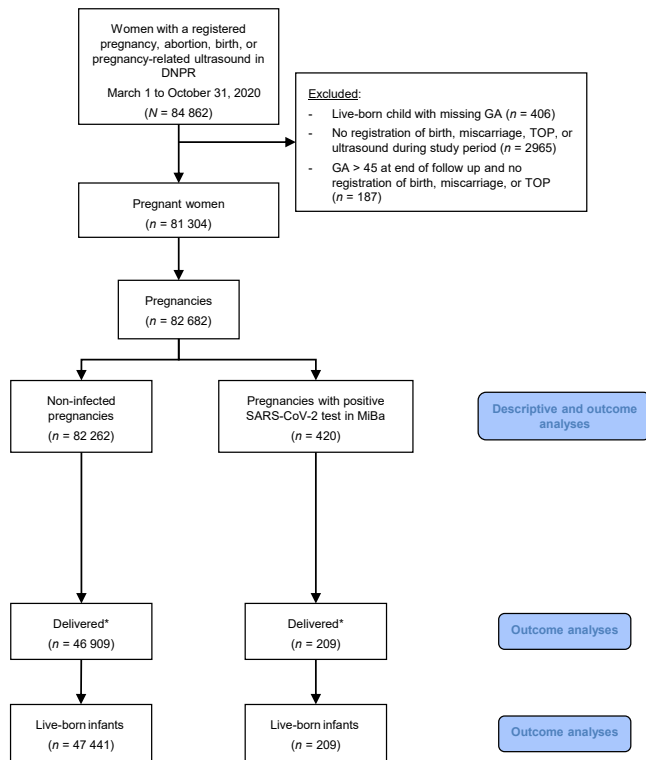 Women with a registered
pregnancy, abortion, birth, or
pregnancy-related ultrasound in
DNPR
March 1 to October 31, 2020
(N = 84 862)
Excluded:
- Live-born child with missing GA (n = 406)
- No registration of birth, miscarriage, TOP, or
ultrasound during study period (n = 2965)
- GA > 45 at end of follow up and no
registration of birth, miscarriage, or TOP
(n = 187)
Pregnant women
(n = 81 304)
Pregnancies
(n = 82 682)
Non-infected
pregnancies
(n = 82 262)
Pregnancies with positive
SARS-CoV-2 test in MiBa
(n = 420)
Descriptive and outcome
analyses
Delivered*
(n = 46 909)
Delivered*
(n = 209)
Outcome analyses
Live-born infants
(n = 47 441)
Live-born infants
(n = 209)
Outcome analyses